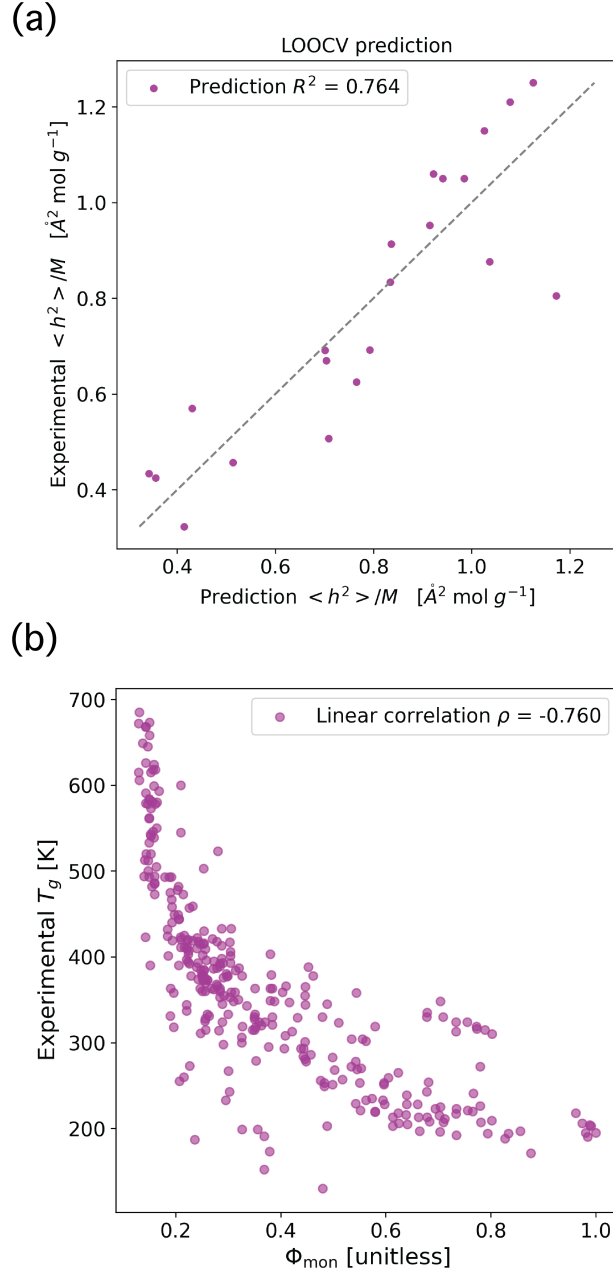 (a)
LOOCV prediction
Prediction R² = 0.764
Experimental < h² > /M [Å² mol g⁻¹]
1.2
1.0
0.8
0.6
0.4
0.4
0.6
0.8
1.0
1.2
Prediction < h² > /M [Å² mol g⁻¹]
(b)
Linear correlation ρ = -0.760
Experimental T_g [K]
700
600
500
400
300
200
0.2
0.4
0.6
0.8
1.0
Φ_mon [unitless]